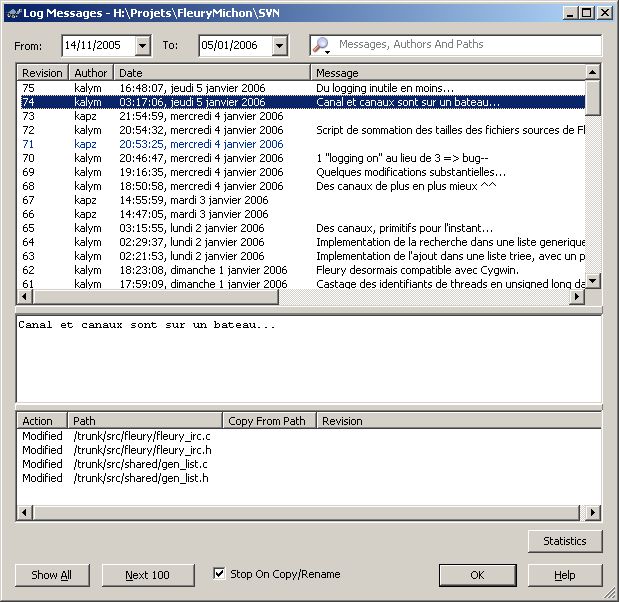 Log Messages - H:\Projets\FleuryMichon\SVN
From: 14/11/2005 To: 05/01/2006 Messages, Authors And Paths
Revision Author Date Message
75 kalym 16:48:07, jeudi 5 janvier 2006 Du logging inutile en moins...
74 kalym 03:17:06, jeudi 5 janvier 2006 Canal et canaux sont sur un bateau...
73 kapz 21:54:59, mercredi 4 janvier 2006
72 kalym 20:54:32, mercredi 4 janvier 2006 Script de sommation des tailles des fichiers sources de Fl
71 kapz 20:53:25, mercredi 4 janvier 2006
70 kalym 20:46:47, mercredi 4 janvier 2006 1 "logging on" au lieu de 3 => bug--
69 kalym 19:16:35, mercredi 4 janvier 2006 Quelques modifications substantielles...
68 kalym 18:50:58, mercredi 4 janvier 2006 Des canaux de plus en plus mieux ^^
67 kapz 14:55:59, mardi 3 janvier 2006
66 kapz 14:47:05, mardi 3 janvier 2006
65 kalym 03:15:55, lundi 2 janvier 2006 Des canaux, primitifs pour l'instant...
64 kalym 02:29:37, lundi 2 janvier 2006 Implementation de la recherche dans une liste generique
63 kalym 02:21:53, lundi 2 janvier 2006 Implementation de l'ajout dans une liste triee, avec un p
62 kalym 18:23:08, dimanche 1 janvier 2006 Fleury desormais compatible avec Cygwin.
61 kalym 17:59:09, dimanche 1 janvier 2006 Castage des identifiants de threads en unsigned long da
Canal et canaux sont sur un bateau...
Action Path Copy From Path Revision
Modified /trunk/src/fleury/fleury_irc.c
Modified /trunk/src/fleury/fleury_irc.h
Modified /trunk/src/shared/gen_list.c
Modified /trunk/src/shared/gen_list.h
Statistics
Show All Next 100 Stop On Copy/Rename OK Help